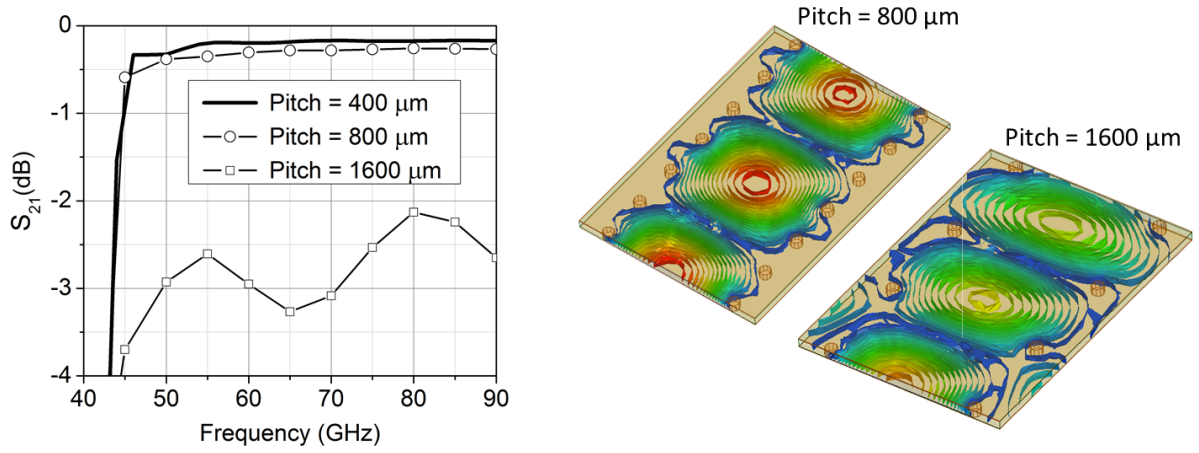 0
-1
-2
-3
-4
40 50 60 70 80 90
S21(dB)
Frequency (GHz)
Pitch = 400 μm
Pitch = 800 μm
Pitch = 1600 μm
Pitch = 800 μm
Pitch = 1600 μm